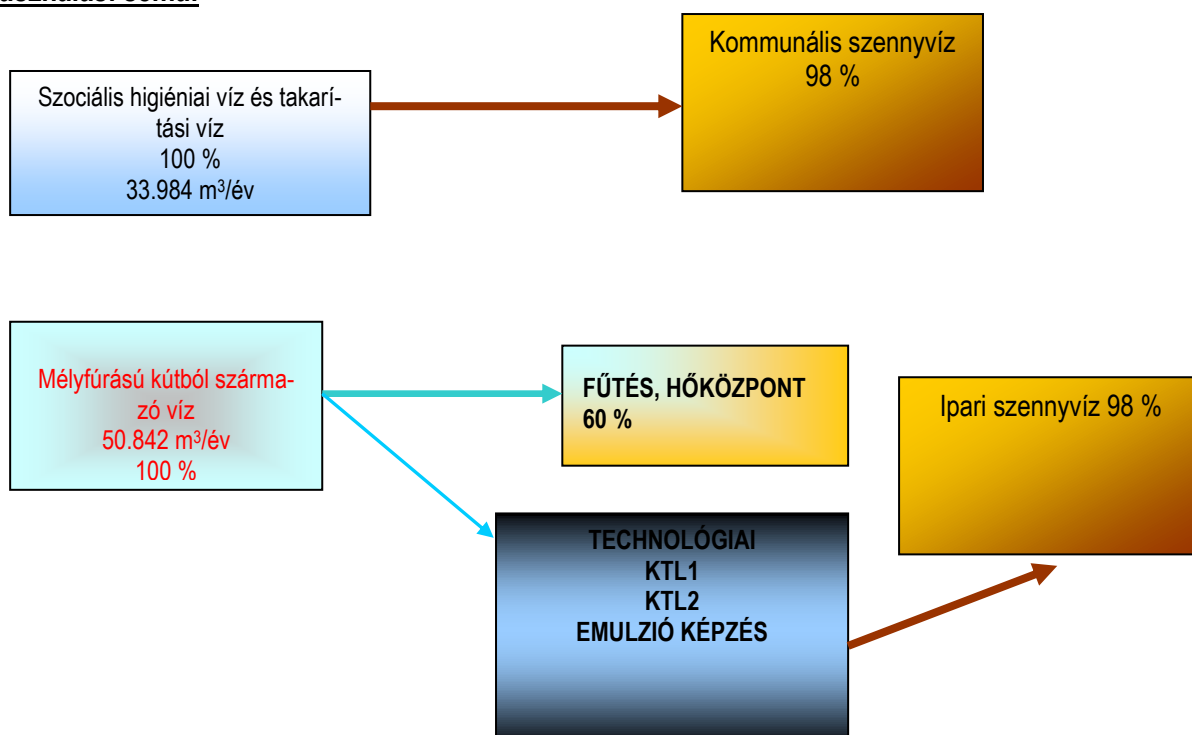 Kommunális szennyvíz
98 %
Szociális higiéniai víz és takarí-
tási víz
100 %
33.984 m³/év
Mélyfúrású kútból szárma-
zó víz
50.842 m³/év
100 %
FŰTÉS, HŐKÖZPONT
60 %
Ipari szennyvíz 98 %
TECHNOLÓGIAI
KTL1
KTL2
EMULZIÓ KÉPZÉS